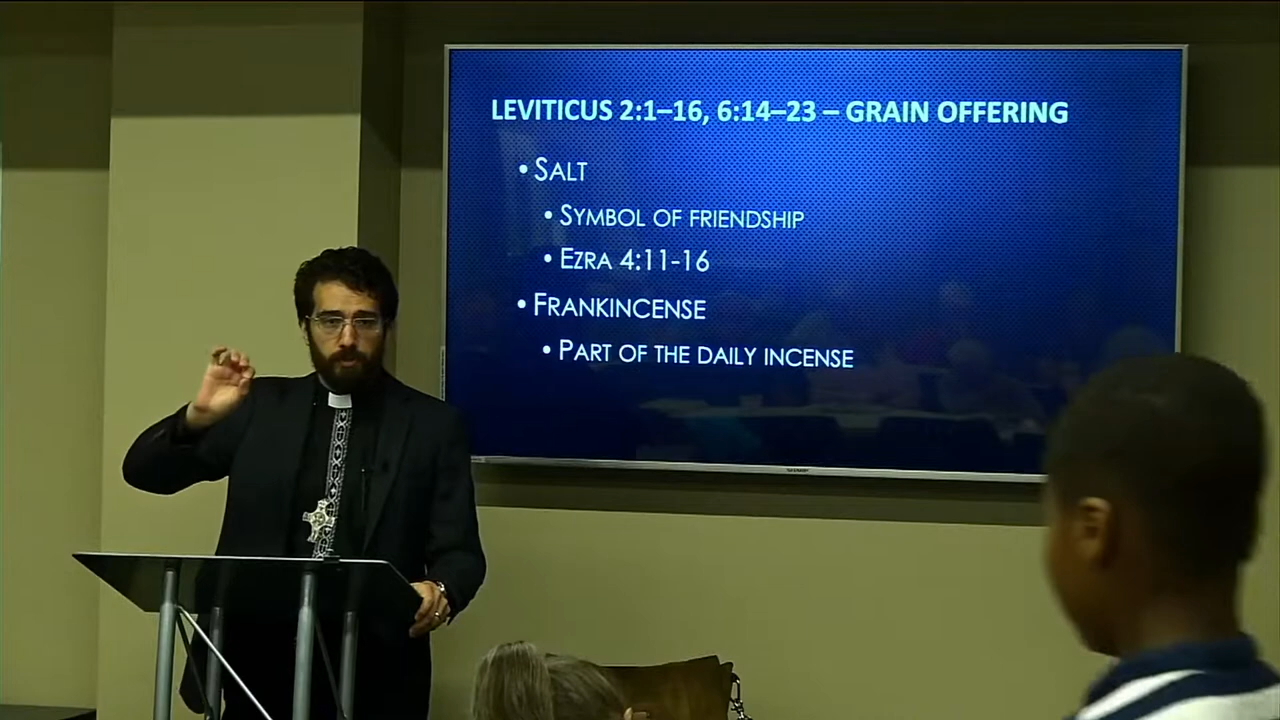 LEVITICUS 2:1–16, 6:14–23 – GRAIN OFFERING
• SALT
• SYMBOL OF FRIENDSHIP
• EZRA 4:11-16
• FRANKINCENSE
• PART OF THE DAILY INCENSE